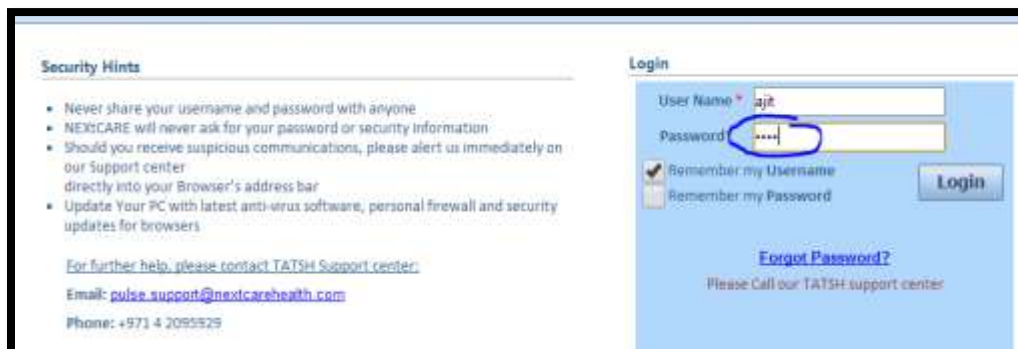 Security Hints
Never share your username and password with anyone
NEXtCARE will never ask for your password or security information
Should you receive suspicious communications, please alert us immediately on
our Support center
directly into your Browser's address bar
Update Your PC with latest anti-virus software, personal firewall and security
updates for browsers
For further help, please contact TATSH Support center:
Email: pulse.support@nextcarehealth.com
Phone: +971 4 2095929
Login
User Name * ajit
Password ····
Remember my Username
Remember my Password
Login
Forgot Password?
Please Call our TATSH support center